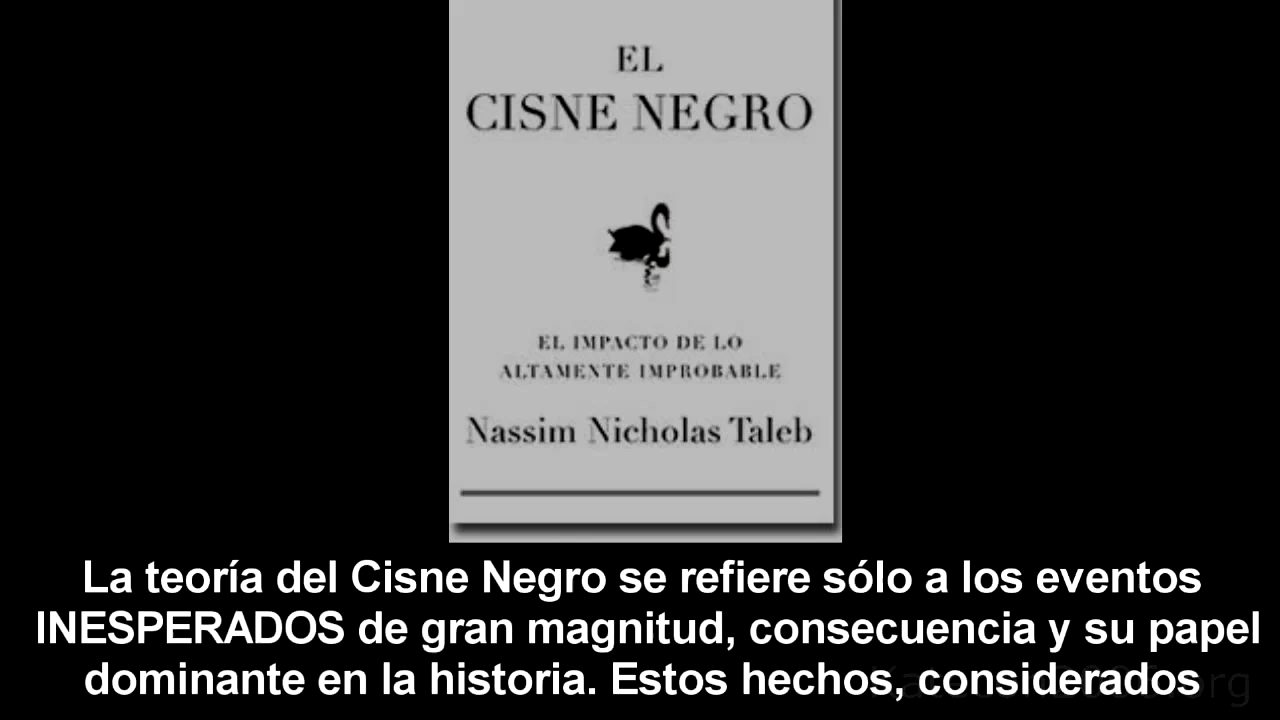 EL
CISNE NEGRO
EL IMPACTO DE LO
ALTAMENTE IMPROBABLE
Nassim Nicholas Taleb
La teoría del Cisne Negro se refiere sólo a los eventos
INESPERADOS de gran magnitud, consecuencia y su papel
dominante en la historia. Estos hechos, considerados